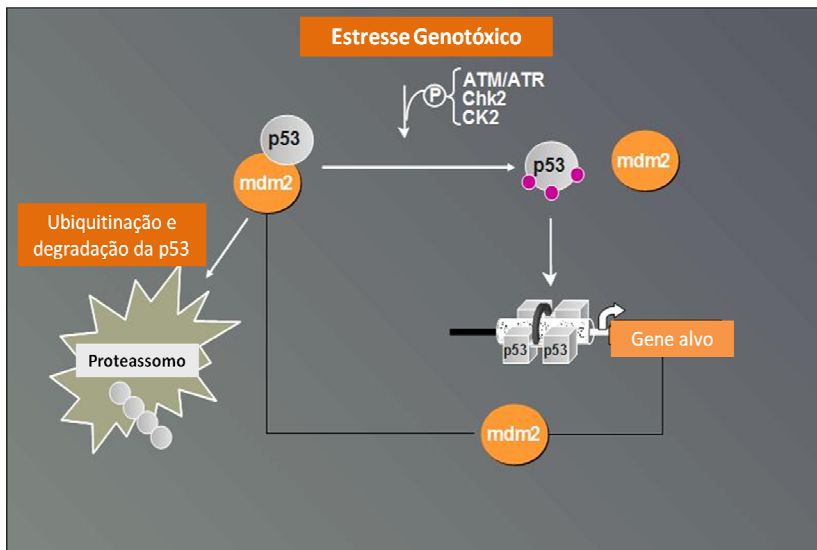 Estresse Genotóxico
P
ATM/ATR
Chk2
CK2
p53
mdm2
p53
mdm2
Ubiquitinação e
degradação da p53
Proteassomo
p53
p53
Gene alvo
mdm2